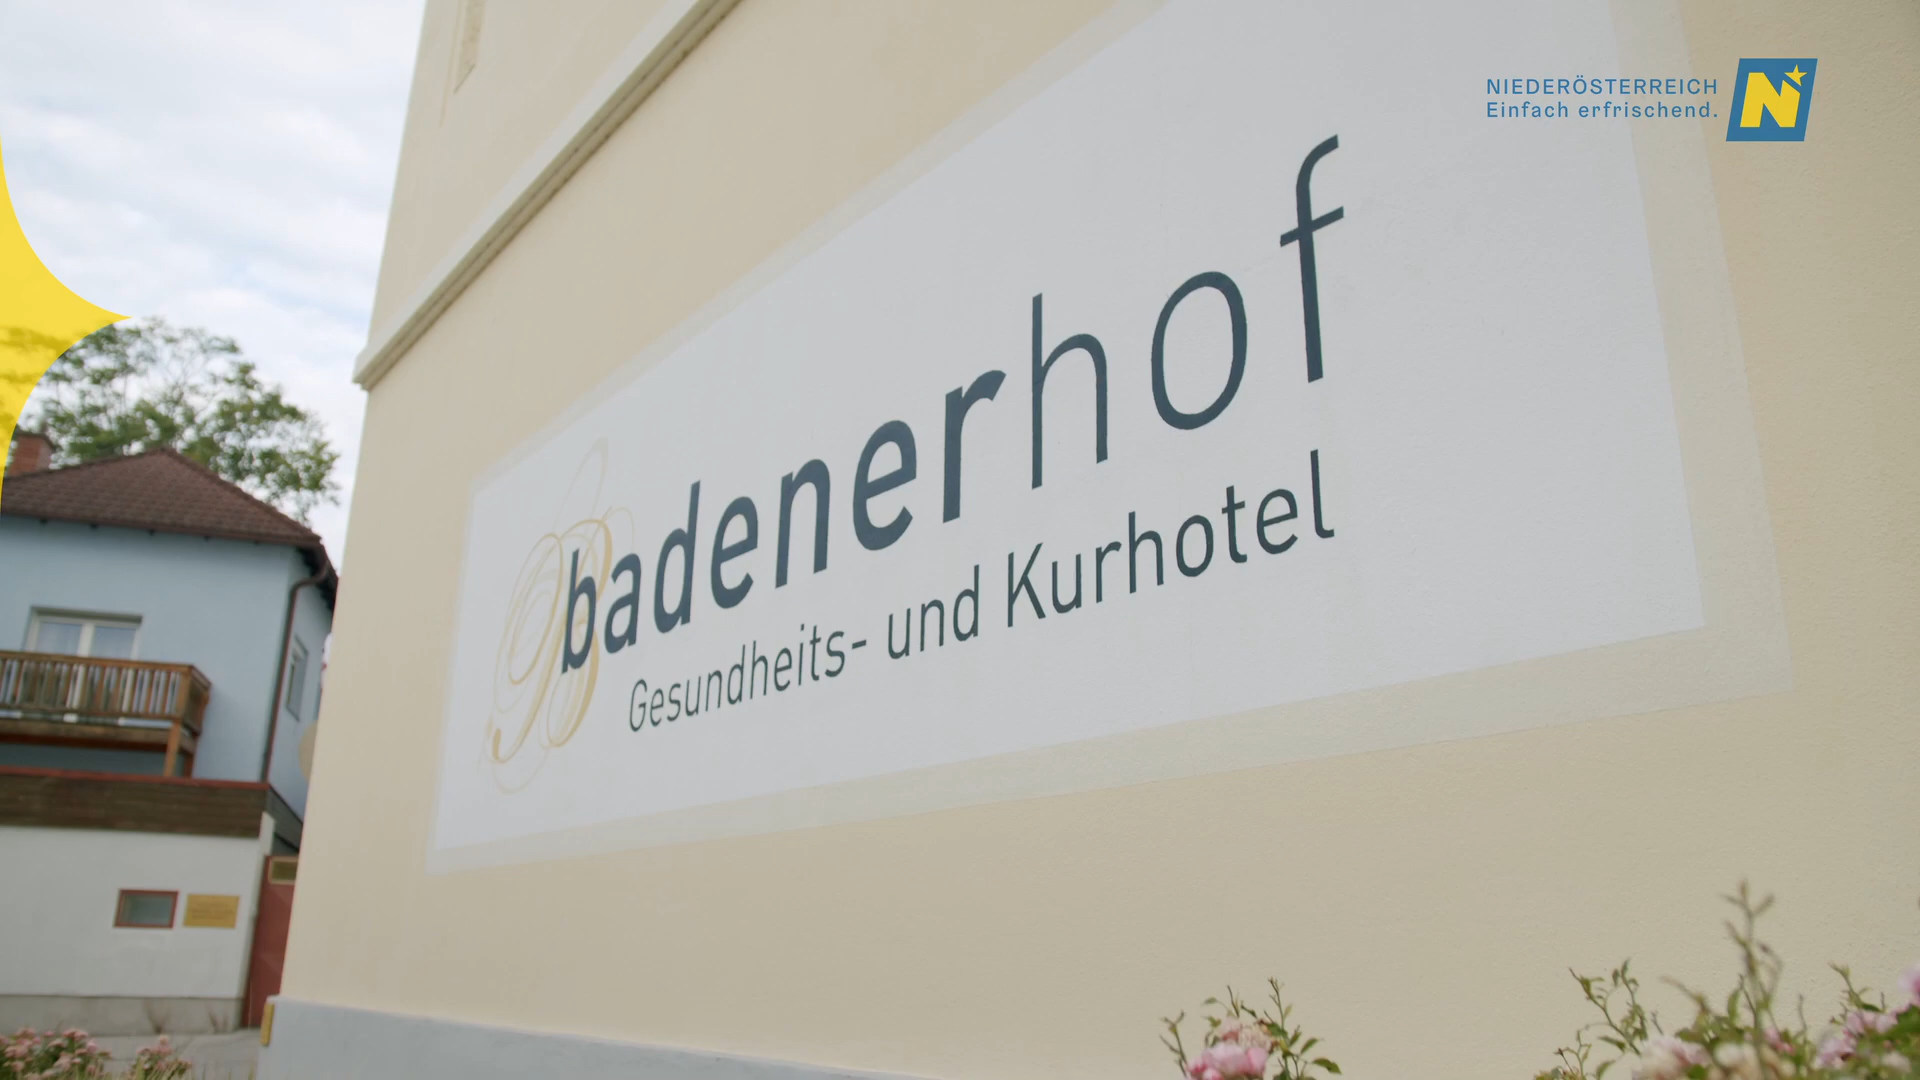 NIEDERÖSTERREICH
Einfach erfrischend.
N
badenerhof
Gesundheits- und Kurhotel